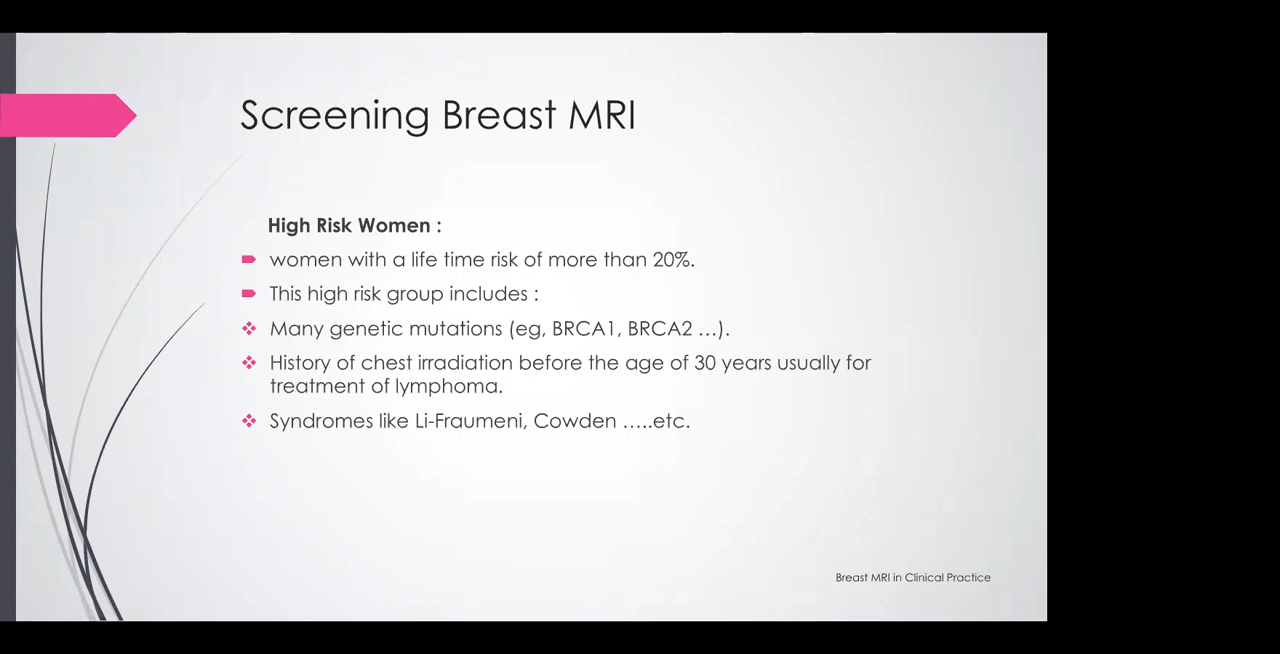 Screening Breast MRI
High Risk Women :
women with a life time risk of more than 20%.
This high risk group includes :
Many genetic mutations (eg, BRCA1, BRCA2 ...).
History of chest irradiation before the age of 30 years usually for
treatment of lymphoma.
Syndromes like Li-Fraumeni, Cowden .....etc.
Breast MRI in Clinical Practice